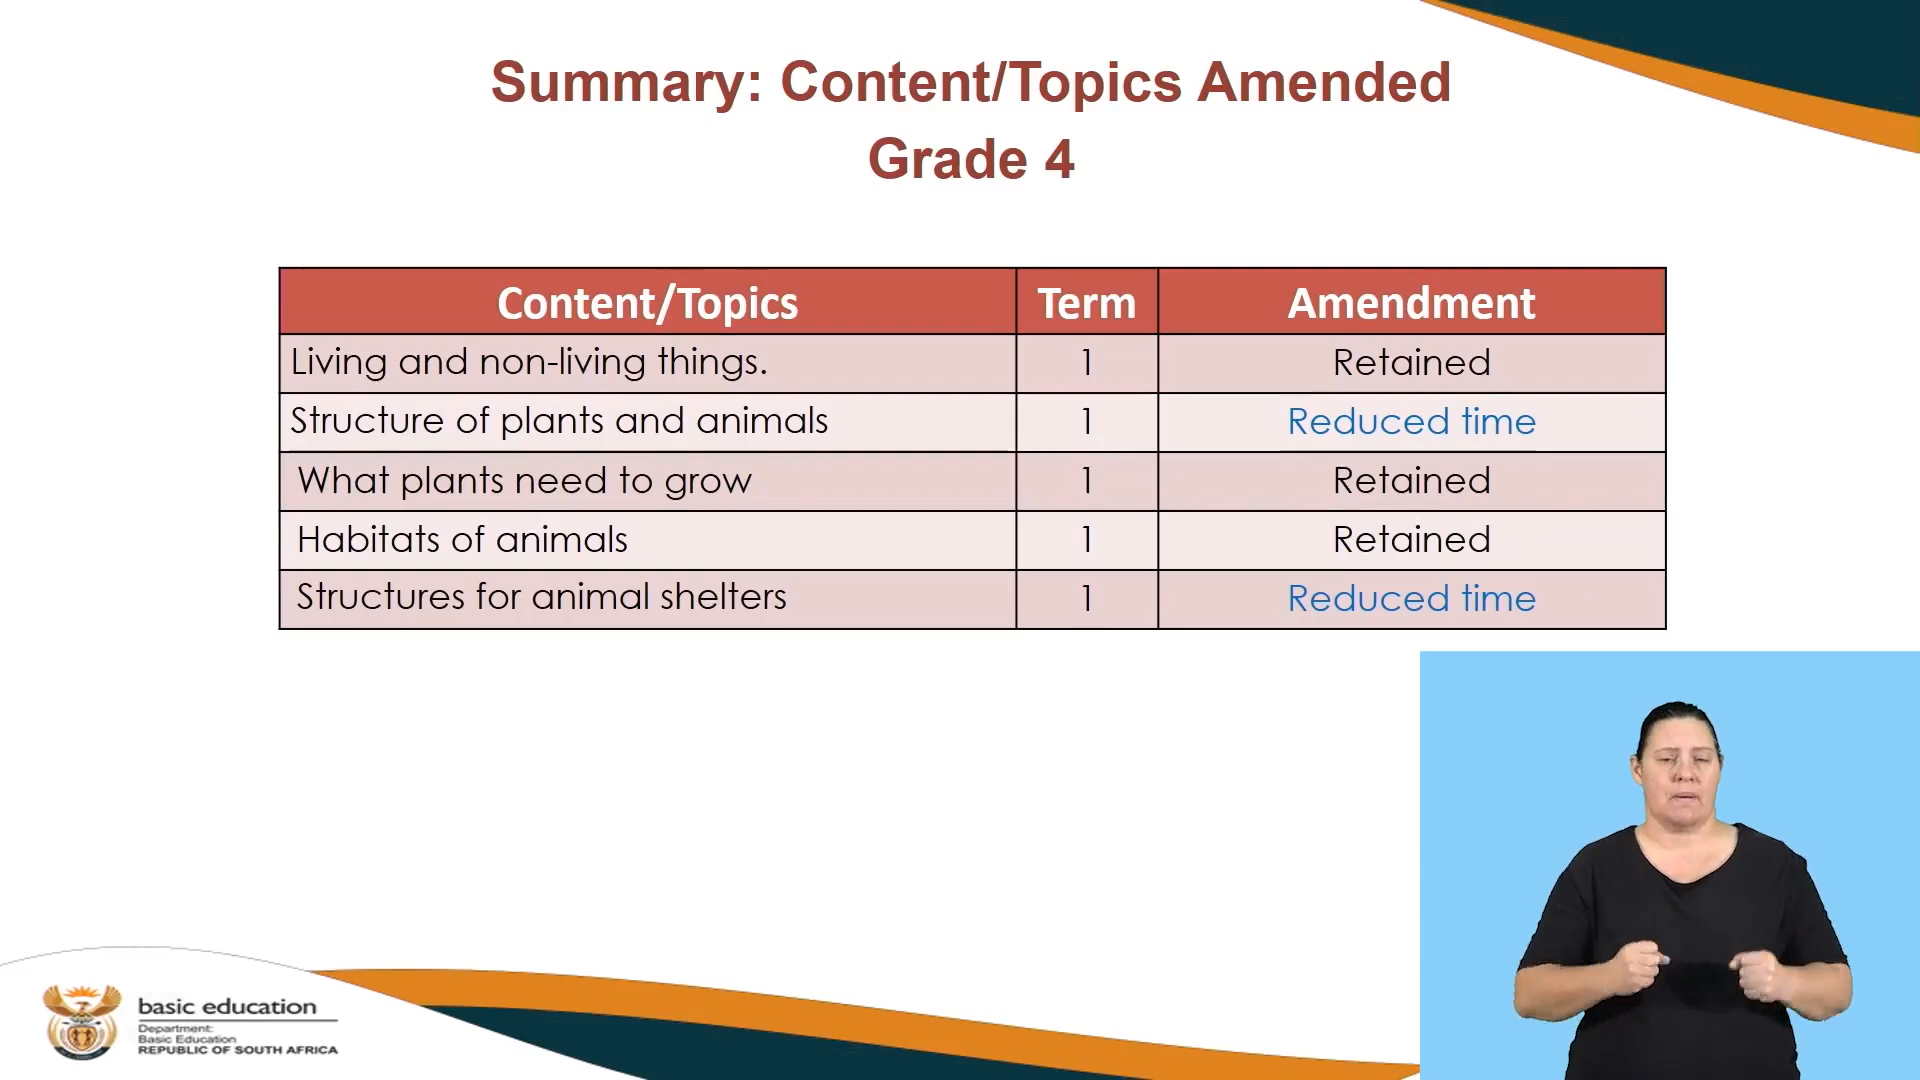 Summary: Content/Topics Amended
Grade 4
Content/Topics Term Amendment
Living and non-living things. 1 Retained
Structure of plants and animals 1 Reduced time
What plants need to grow 1 Retained
Habitats of animals 1 Retained
Structures for animal shelters 1 Reduced time
basic education
Department:
Basic Education
REPUBLIC OF SOUTH AFRICA